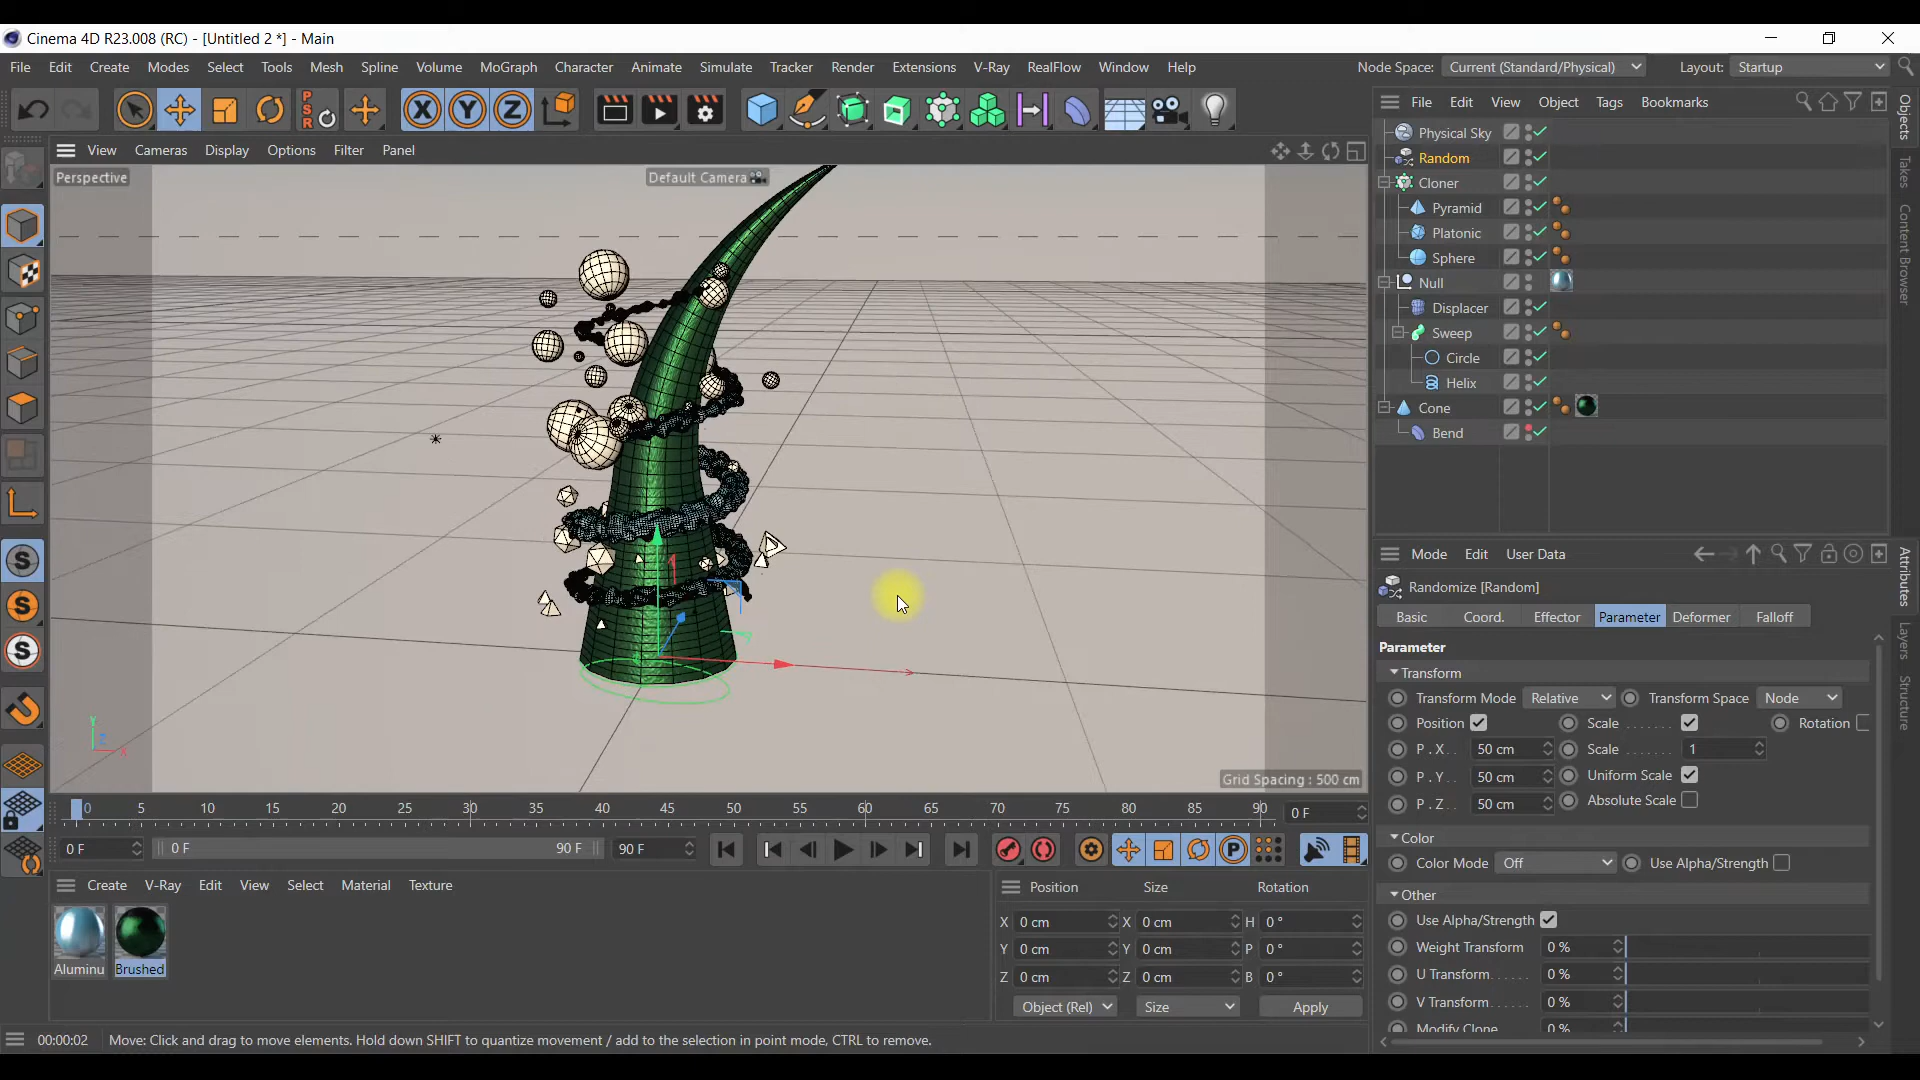 Cinema 4D R23.008 (RC) - [Untitled 2 *] - Main
File Edit Create Modes Select Tools Mesh Spline Volume MoGraph Character Animate Simulate Tracker Render Extensions V-Ray RealFlow Window Help Node Space: Current (Standard/Physical) Layout: Startup
PSR X Y Z
File Edit View Object Tags Bookmarks
View Cameras Display Options Filter Panel
Perspective Default Camera
Physical Sky
Random
Cloner
Pyramid
Platonic
Sphere
Null
Displacer
Sweep
Circle
Helix
Cone
Bend
Objects
Takes
Content Browser
Attributes
Layers
Structure
S
S
S
Y
Z
X
Grid Spacing : 500 cm
Mode Edit User Data
Randomize [Random]
Basic Coord. Effector Parameter Deformer Falloff
Parameter
Transform
Transform Mode Relative Transform Space Node
Position Scale Rotation
P . X 50 cm Scale 1
P . Y 50 cm Uniform Scale
P . Z 50 cm Absolute Scale
Color
Color Mode Off Use Alpha/Strength
Other
Use Alpha/Strength
Weight Transform 0 %
U Transform 0 %
V Transform 0 %
Modify Clone 0 %
0 5 10 15 20 25 30 35 40 45 50 55 60 65 70 75 80 85 90 0 F
0 F 0 F 90 F 90 F P
Create V-Ray Edit View Select Material Texture
Aluminu Brushed
Position Size Rotation
X 0 cm X 0 cm H 0 °
Y 0 cm Y 0 cm P 0 °
Z 0 cm Z 0 cm B 0 °
Object (Rel) Size Apply
00:00:02 Move: Click and drag to move elements. Hold down SHIFT to quantize movement / add to the selection in point mode, CTRL to remove.